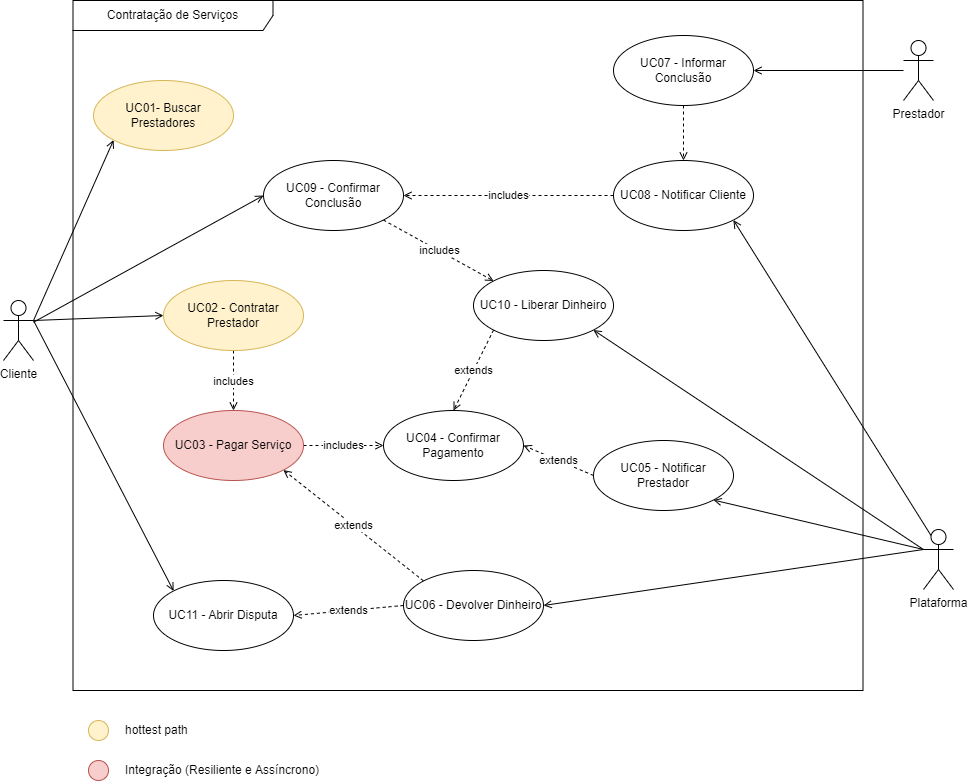 Contratação de Serviços
UC07 - Informar
Conclusão
Prestador
UC01- Buscar
Prestadores
UC09 - Confirmar
Conclusão
includes
UC08 - Notificar Cliente
includes
UC02 - Contratar
Prestador
UC10 - Liberar Dinheiro
Cliente
includes
extends
UC03 - Pagar Serviço
includes
UC04 - Confirmar
Pagamento
extends
UC05 - Notificar
Prestador
extends
UC11 - Abrir Disputa
extends
UC06 - Devolver Dinheiro
Plataforma
hottest path
Integração (Resiliente e Assíncrono)